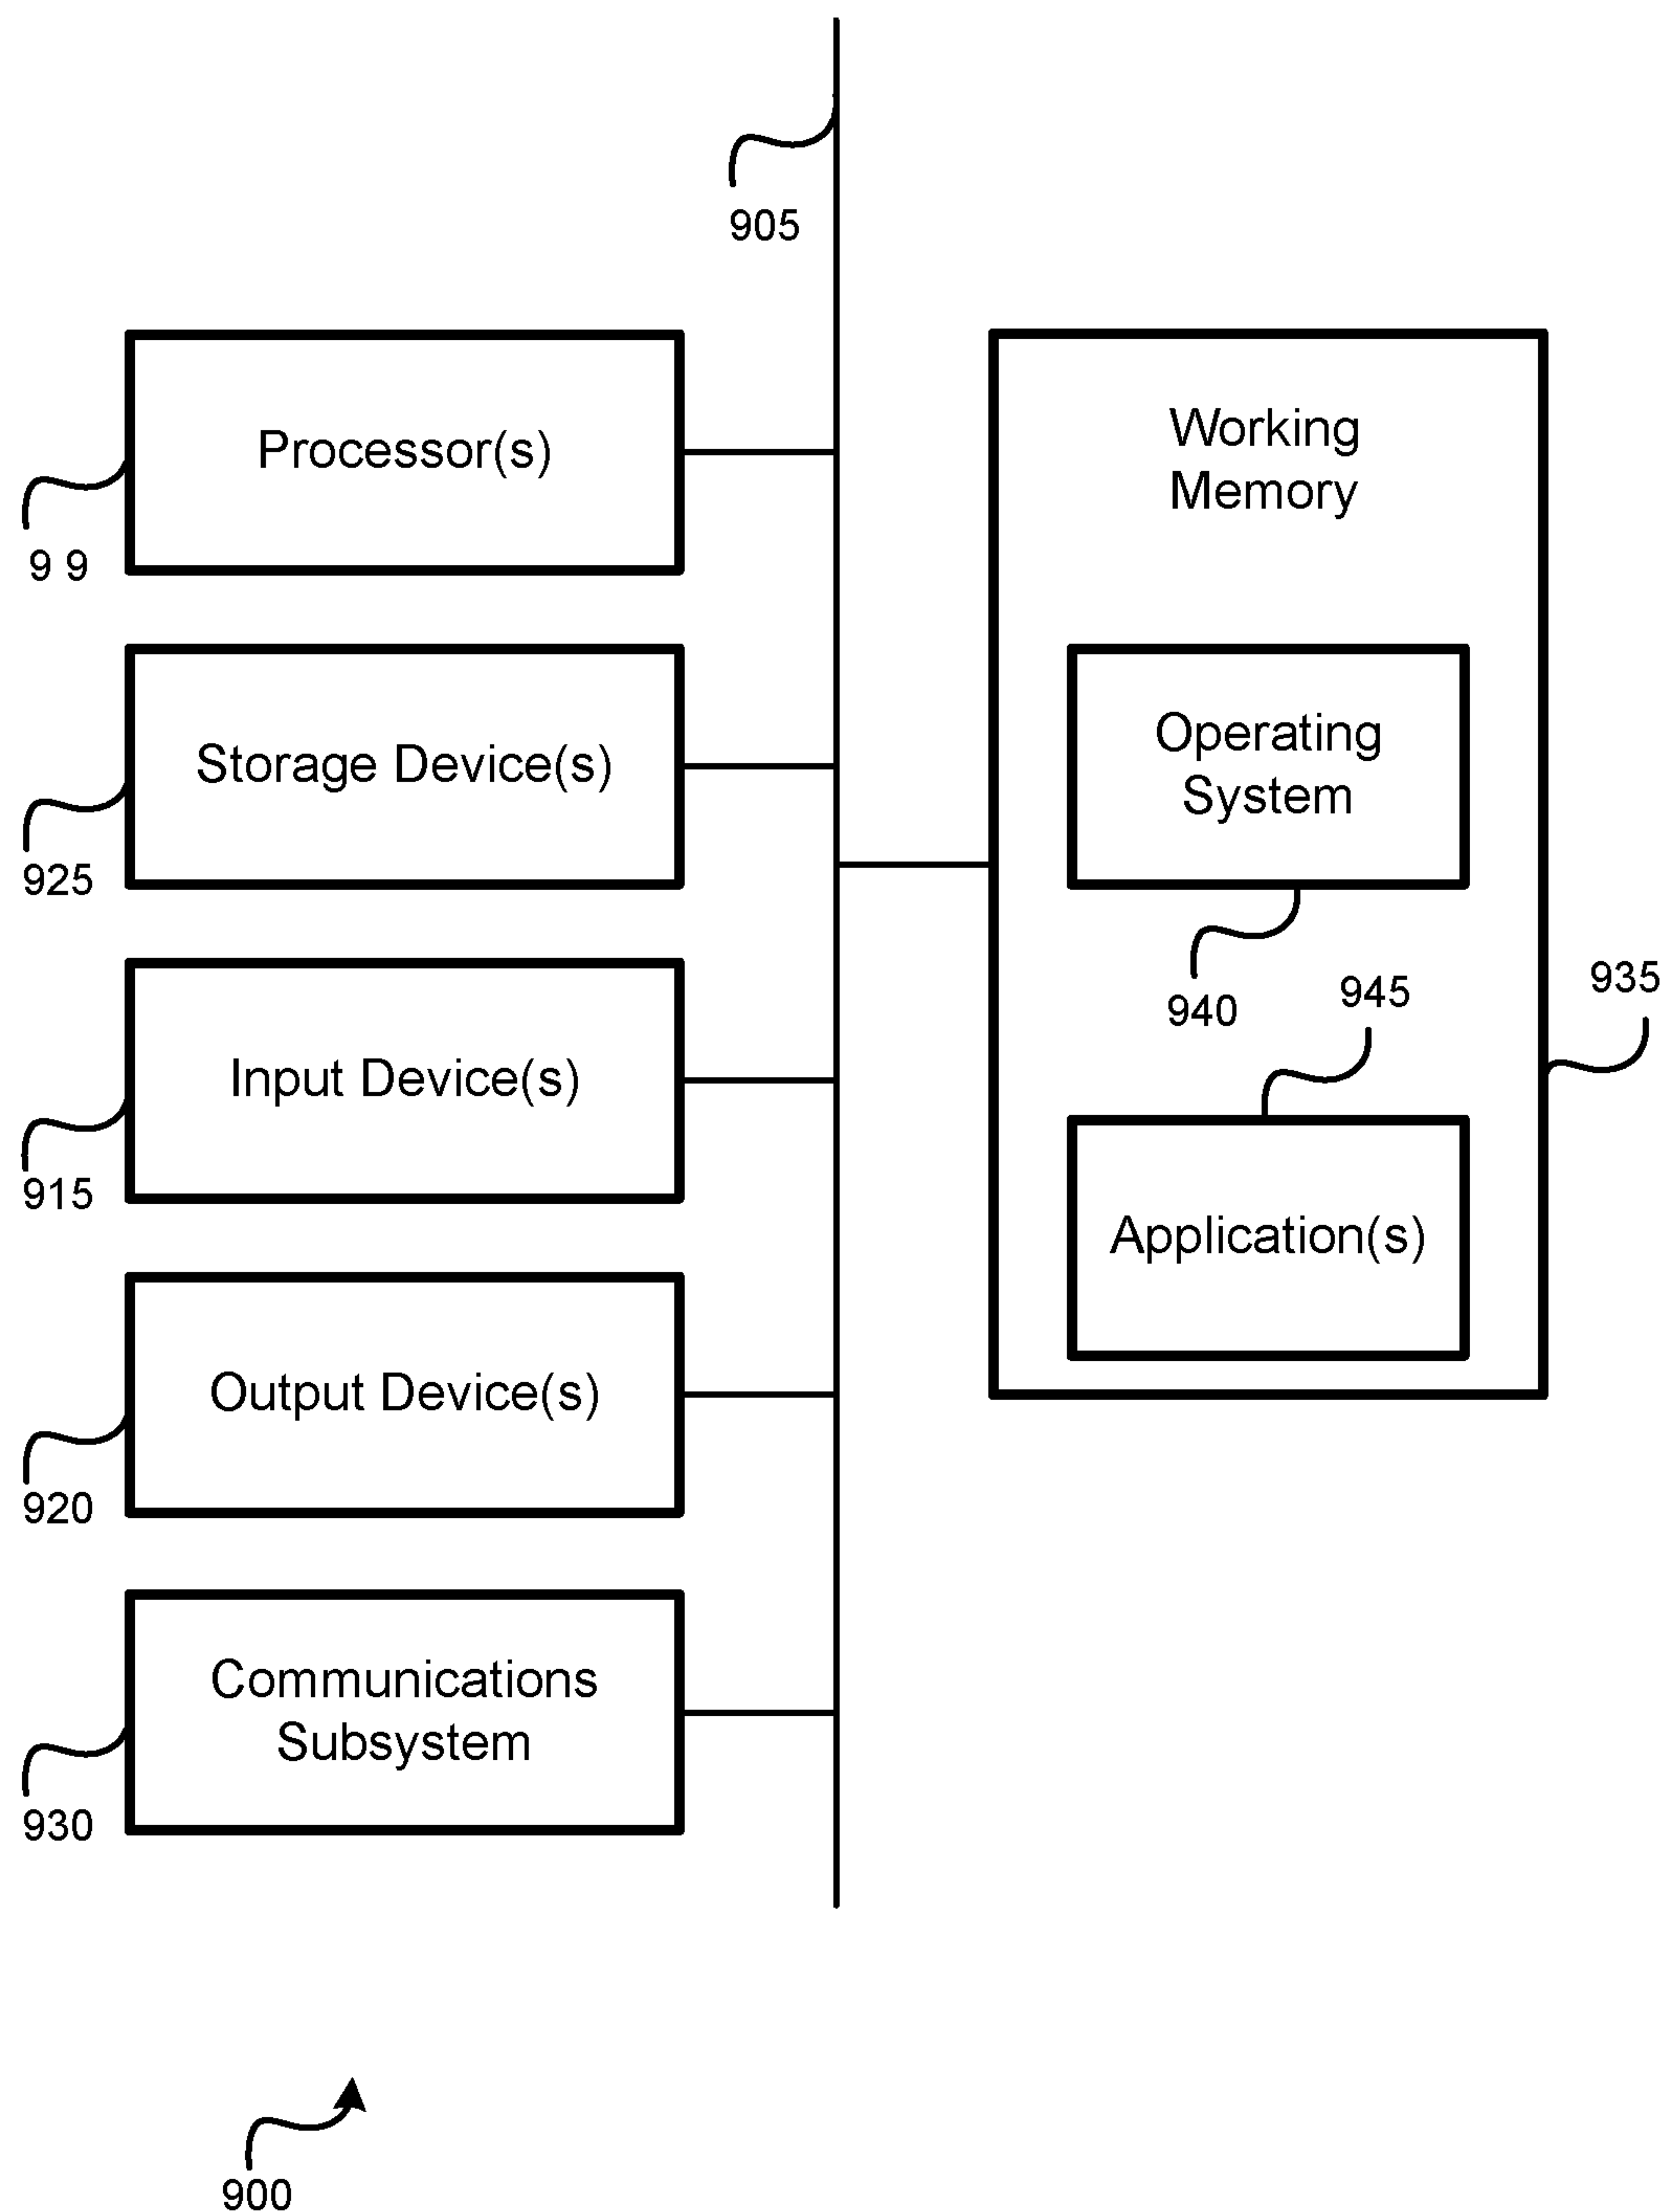 905
Processor(s)
9 9
Storage Device(s)
925
Input Device(s)
915
Output Device(s)
920
Communications
Subsystem
930
Working
Memory
Operating
System
940
945
935
Application(s)
900